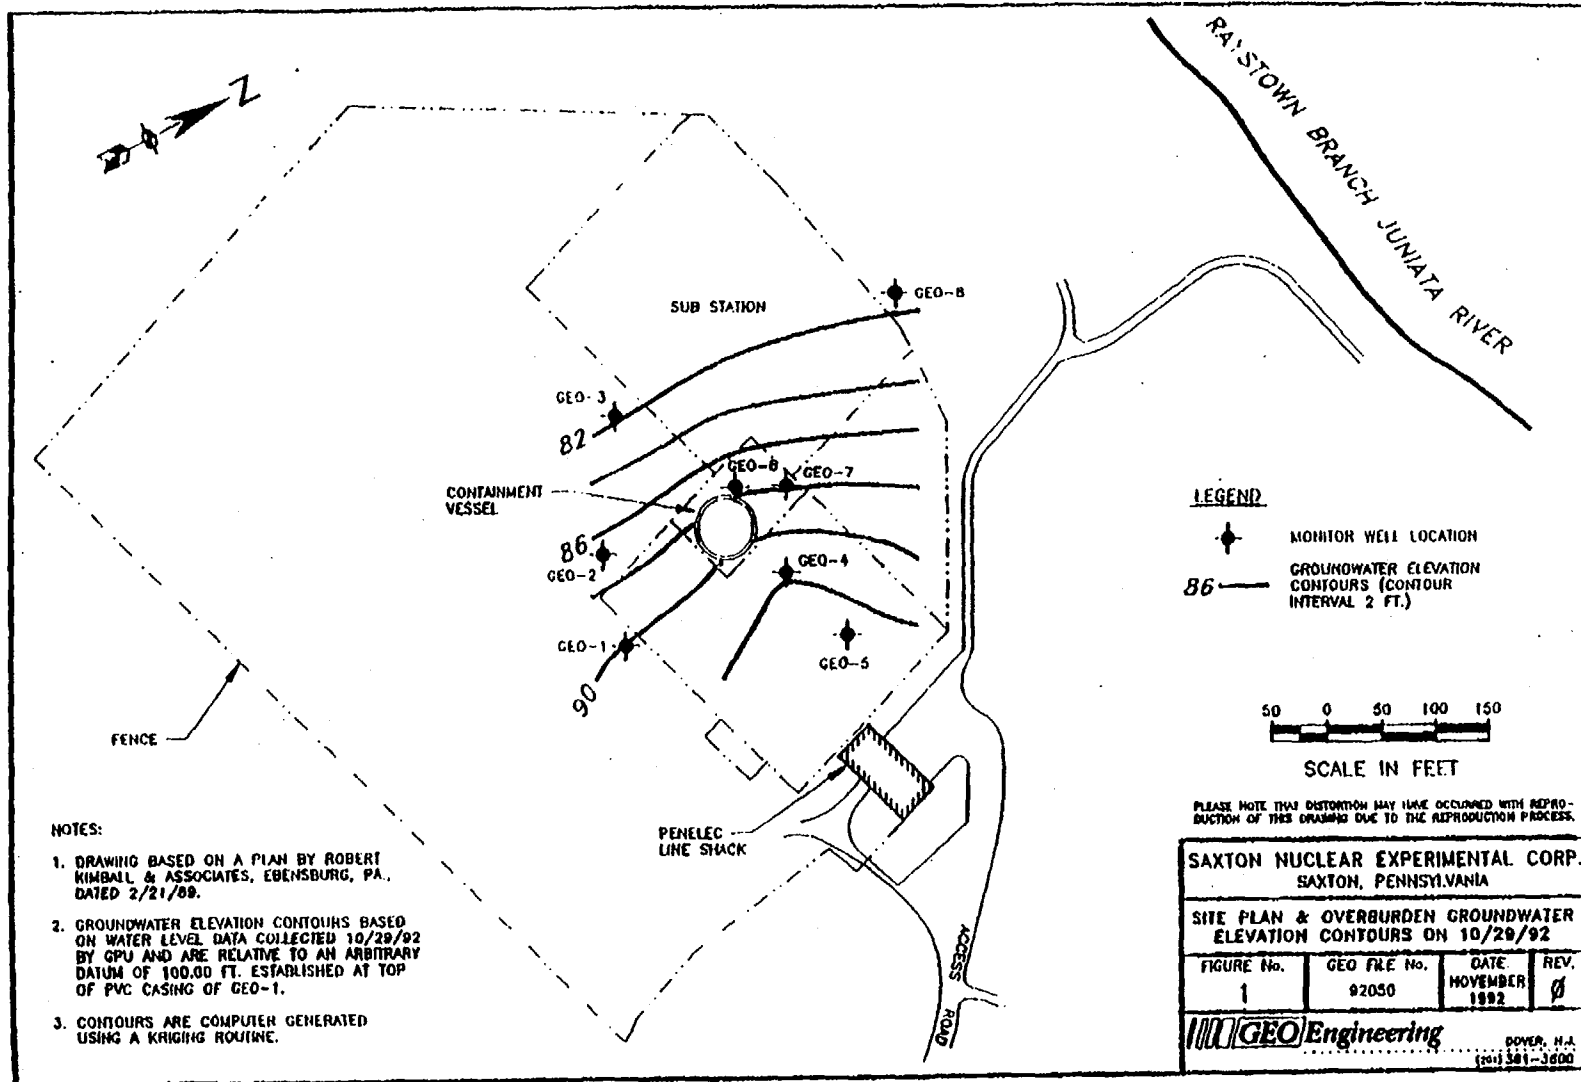 N
RAYSTOWN BRANCH JUNIATA RIVER
SUB STATION
GEO-8
GEO-3
82
GEO-6
GEO-7
CONTAINMENT
VESSEL
86
GEO-2
GEO-4
GEO-1
GEO-5
90
FENCE
PENELEC
LINE SHACK
ACCESS
ROAD
LEGEND
MONITOR WELL LOCATION
86
GROUNDWATER ELEVATION
CONTOURS (CONTOUR
INTERVAL 2 FT.)
50 0 50 100 150
SCALE IN FEET
PLEASE NOTE THAT DISTORTION MAY HAVE OCCURRED WITH REPRO-
DUCTION OF THIS DRAWING DUE TO THE REPRODUCTION PROCESS.
NOTES:
1. DRAWING BASED ON A PLAN BY ROBERT
KIMBALL & ASSOCIATES, EBENSBURG, PA.,
DATED 2/21/89.
2. GROUNDWATER ELEVATION CONTOURS BASED
ON WATER LEVEL DATA COLLECTED 10/29/92
BY GPU AND ARE RELATIVE TO AN ARBITRARY
DATUM OF 100.00 FT. ESTABLISHED AT TOP
OF PVC CASING OF GEO-1.
3. CONTOURS ARE COMPUTER GENERATED
USING A KRIGING ROUTINE.
SAXTON NUCLEAR EXPERIMENTAL CORP.
SAXTON, PENNSYLVANIA
SITE PLAN & OVERBURDEN GROUNDWATER
ELEVATION CONTOURS ON 10/29/92
FIGURE No.
1
GEO FILE No.
92050
DATE
NOVEMBER
1992
REV.
Ø
GEO Engineering
DOVER, N.J.
(201) 361-3600